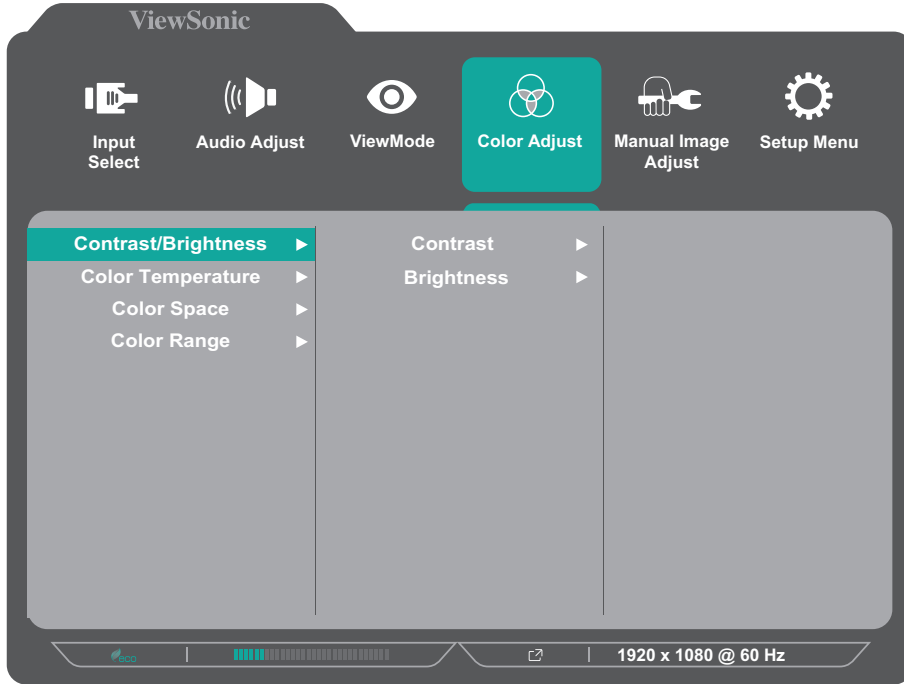 ViewSonic
Input Select
Audio Adjust
ViewMode
Color Adjust
Manual Image Adjust
Setup Menu
Contrast/Brightness
Contrast
Color Temperature
Brightness
Color Space
Color Range
eco
1920 x 1080 @ 60 Hz